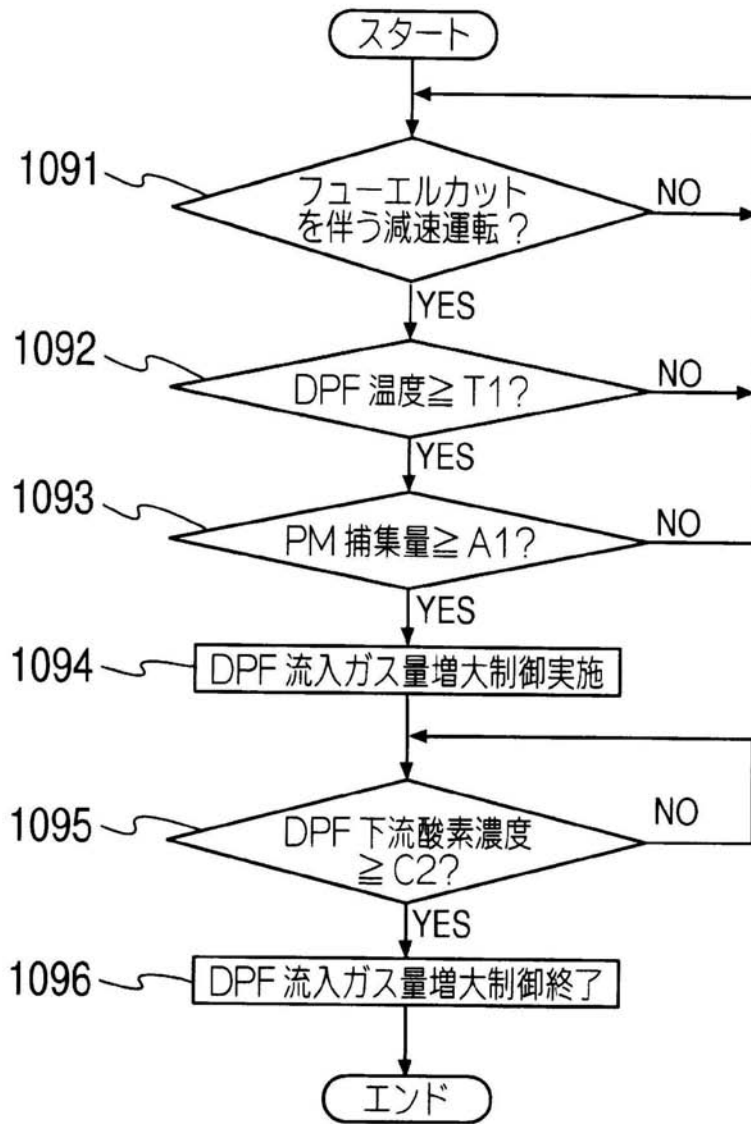 スタート
1091
フューエルカット
を伴う減速運転?
NO
YES
1092
DPF 温度≧ T1?
NO
YES
1093
PM 捕集量≧ A1?
NO
YES
1094
DPF 流入ガス量増大制御実施
1095
DPF 下流酸素濃度
≧ C2?
NO
YES
1096
DPF 流入ガス量増大制御終了
エンド